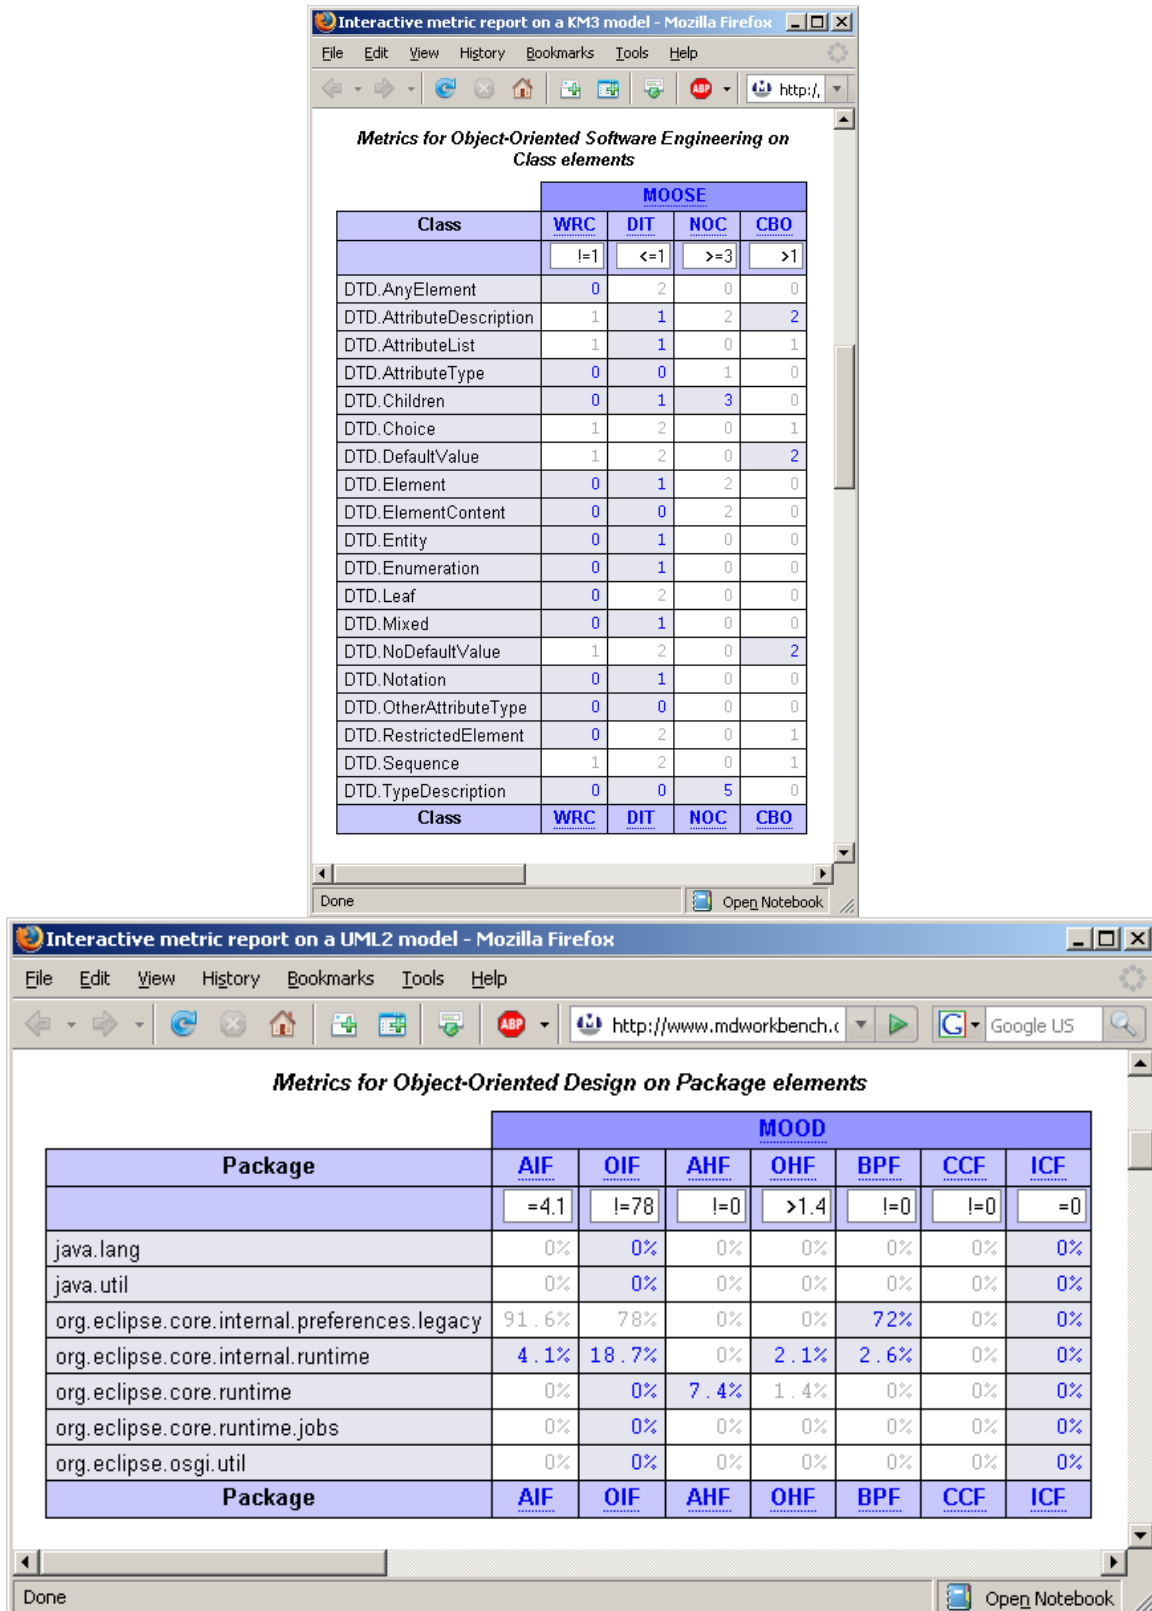 Interactive metric report on a KM3 model - Mozilla Firefox
File Edit View History Bookmarks Tools Help
ABP http:/,
Metrics for Object-Oriented Software Engineering on
Class elements
MOOSE
Class WRC DIT NOC CBO
!=1 <=1 >=3 >1
DTD.AnyElement 0 2 0 0
DTD.AttributeDescription 1 1 2 2
DTD.AttributeList 1 1 0 1
DTD.AttributeType 0 0 1 0
DTD.Children 0 1 3 0
DTD.Choice 1 2 0 1
DTD.DefaultValue 1 2 0 2
DTD.Element 0 1 2 0
DTD.ElementContent 0 0 2 0
DTD.Entity 0 1 0 0
DTD.Enumeration 0 1 0 0
DTD.Leaf 0 2 0 0
DTD.Mixed 0 1 0 0
DTD.NoDefaultValue 1 2 0 2
DTD.Notation 0 1 0 0
DTD.OtherAttributeType 0 0 0 0
DTD.RestrictedElement 0 2 0 1
DTD.Sequence 1 2 0 1
DTD.TypeDescription 0 0 5 0
Class WRC DIT NOC CBO
Done Open Notebook
Interactive metric report on a UML2 model - Mozilla Firefox
File Edit View History Bookmarks Tools Help
ABP http://www.mdworkbench.c G Google US
Metrics for Object-Oriented Design on Package elements
MOOD
Package AIF OIF AHF OHF BPF CCF ICF
=4.1 !=78 !=0 >1.4 !=0 !=0 =0
java.lang 0% 0% 0% 0% 0% 0% 0%
java.util 0% 0% 0% 0% 0% 0% 0%
org.eclipse.core.internal.preferences.legacy 91.6% 78% 0% 0% 72% 0% 0%
org.eclipse.core.internal.runtime 4.1% 18.7% 0% 2.1% 2.6% 0% 0%
org.eclipse.core.runtime 0% 0% 7.4% 1.4% 0% 0% 0%
org.eclipse.core.runtime.jobs 0% 0% 0% 0% 0% 0% 0%
org.eclipse.osgi.util 0% 0% 0% 0% 0% 0% 0%
Package AIF OIF AHF OHF BPF CCF ICF
Done Open Notebook